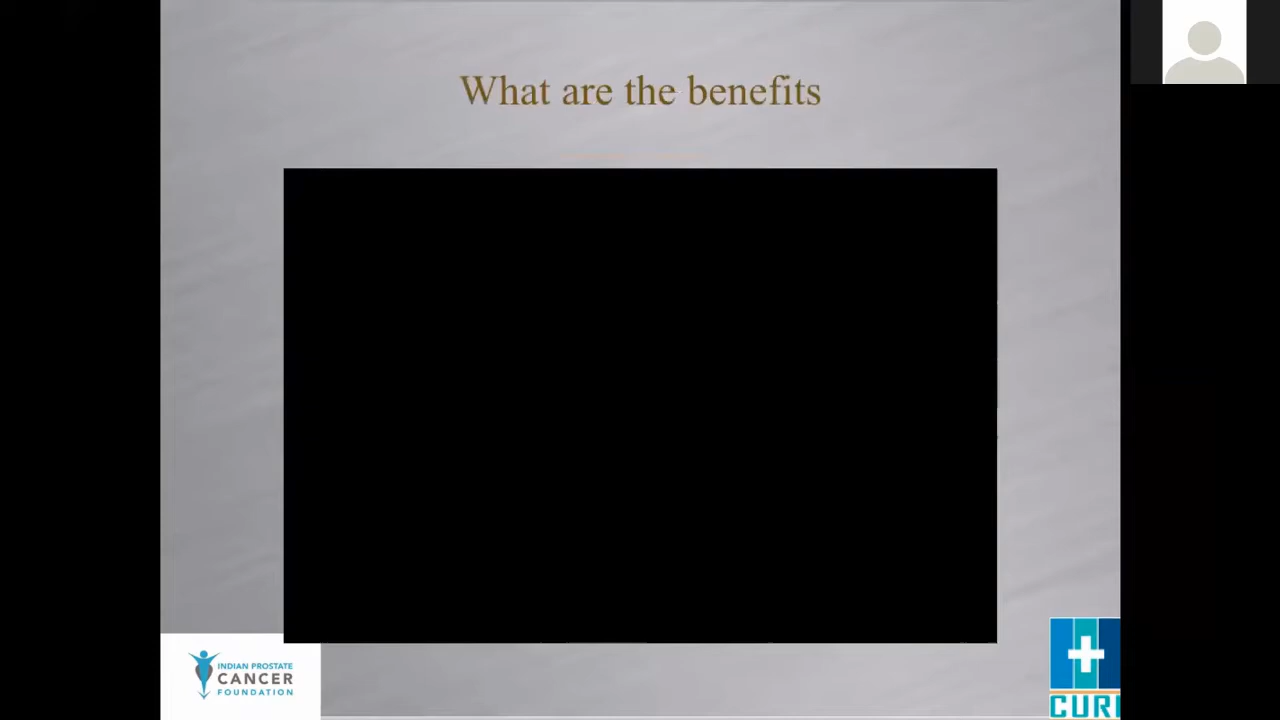 What are the benefits
INDIAN PROSTATE
CANCER
FOUNDATION
CURI